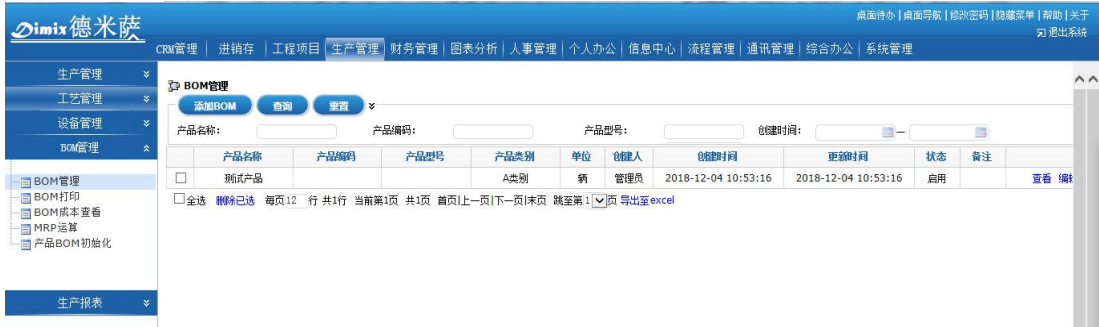 Dimix德米萨
桌面待办 | 桌面导航 | 修改密码 | 隐藏菜单 | 帮助 | 关于
退出系统
CRM管理 | 进销存 | 工程项目 | 生产管理 | 财务管理 | 图表分析 | 人事管理 | 个人办公 | 信息中心 | 流程管理 | 通讯管理 | 综合办公 | 系统管理
生产管理
工艺管理
设备管理
BOM管理
BOM管理
BOM打印
BOM成本查看
MRP运算
产品BOM初始化
生产报表
BOM管理
添加BOM 查询 重置
产品名称: 产品编码: 产品型号: 创建时间: —
产品名称 产品编码 产品型号 产品类别 单位 创建人 创建时间 更新时间 状态 备注
测试产品 A类别 辆 管理员 2018-12-04 10:53:16 2018-12-04 10:53:16 启用 查看 编辑
全选 删除已选 每页12 行 共1行 当前第1页 共1页 首页|上一页|下一页|末页 跳至第1页 导出至excel